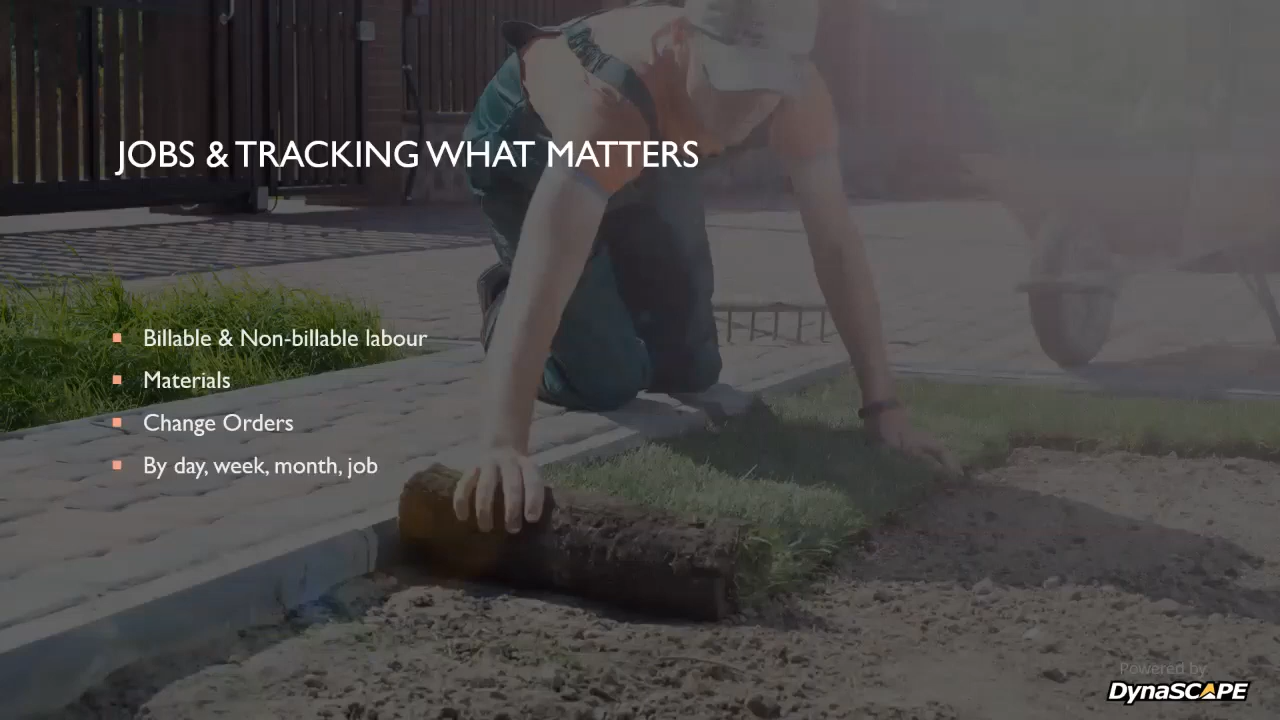 JOBS & TRACKING WHAT MATTERS
Billable & Non-billable labour
Materials
Change Orders
By day, week, month, job
Powered by
DynaSCAPE